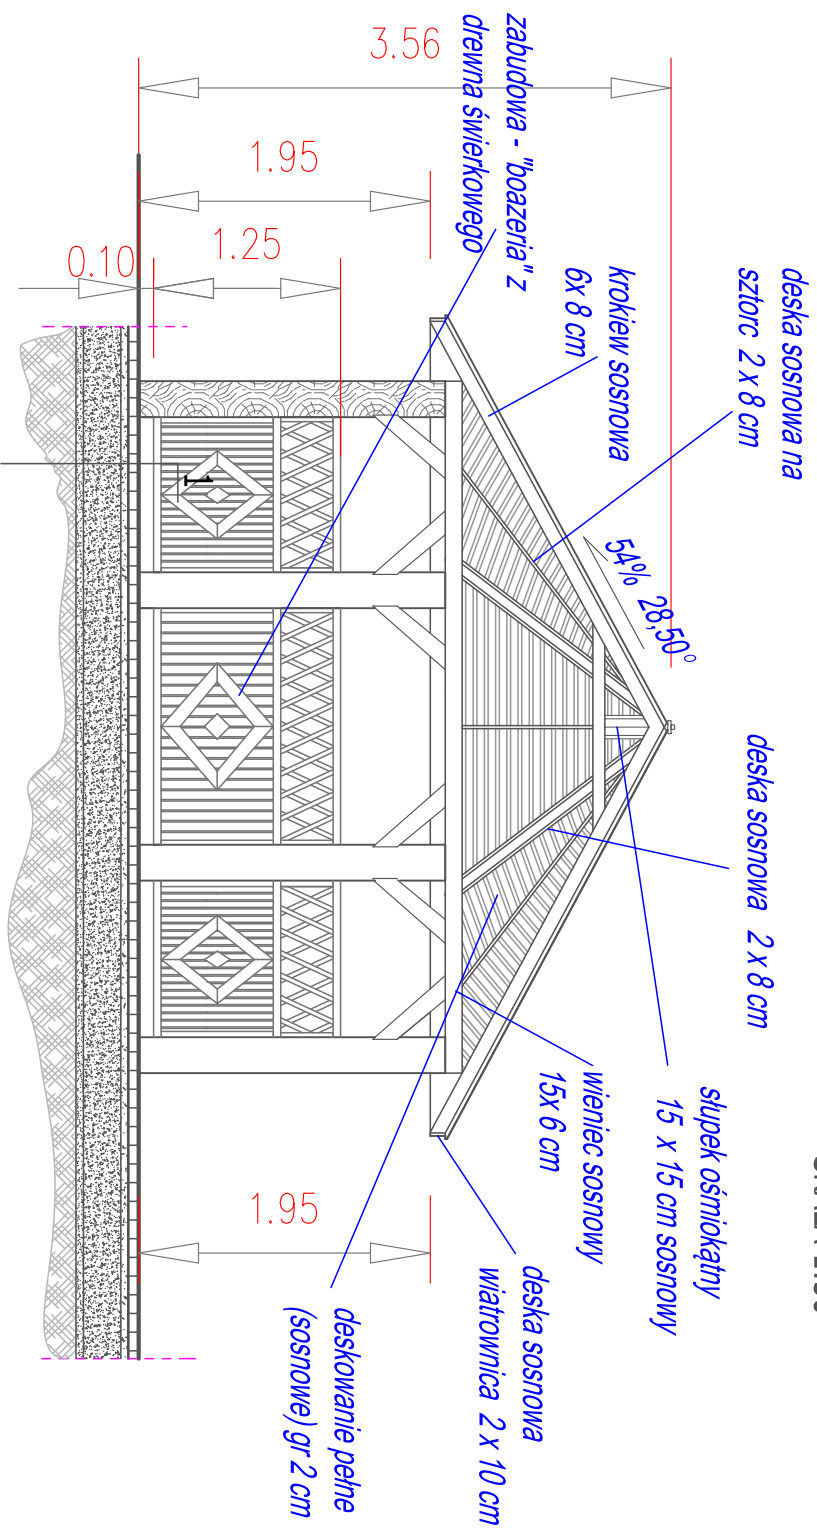 deska sosnowa na
sztorc 2 x 8 cm
krokiew sosnowa
6x 8 cm
zabudowa - "boazeria" z
drewna świerkowego
54% 28,50°
deska sosnowa 2 x 8 cm
słupek ośmiokątny
15 x 15 cm sosnowy
wieniec sosnowy
15x 6 cm
deska sosnowa
wiatrownica 2 x 10 cm
deskowanie pełne
(sosnowe) gr 2 cm
3.56
1.95
1.25
0.10
1.95
1